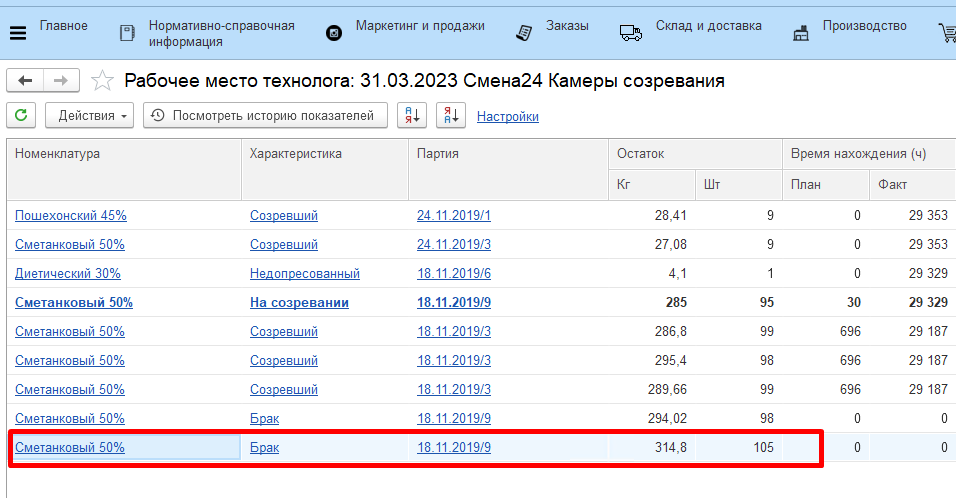 Главное
Нормативно-справочная
информация
Маркетинг и продажи
Заказы
Склад и доставка
Производство
Рабочее место технолога: 31.03.2023 Смена24 Камеры созревания
Действия
Посмотреть историю показателей
Настройки
Номенклатура Характеристика Партия Остаток Время нахождения (ч)
Кг Шт План Факт
Пошехонский 45% Созревший 24.11.2019/1 28,41 9 0 29 353
Сметанковый 50% Созревший 24.11.2019/3 27,08 9 0 29 353
Диетический 30% Недопресованный 18.11.2019/6 4,1 1 0 29 329
Сметанковый 50% На созревании 18.11.2019/9 285 95 30 29 329
Сметанковый 50% Созревший 18.11.2019/3 286,8 99 696 29 187
Сметанковый 50% Созревший 18.11.2019/3 295,4 98 696 29 187
Сметанковый 50% Созревший 18.11.2019/3 289,66 99 696 29 187
Сметанковый 50% Брак 18.11.2019/9 294,02 98 0 0
Сметанковый 50% Брак 18.11.2019/9 314,8 105 0 0